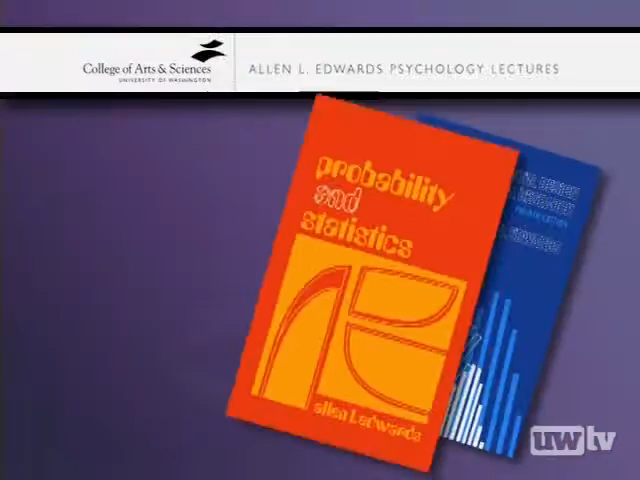 College of Arts & Sciences
UNIVERSITY OF WASHINGTON
ALLEN L. EDWARDS PSYCHOLOGY LECTURES
probability
and
statistics
allen l. edwards
uwtv